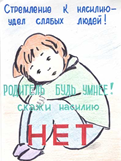 Стремление к насилию-
удел слабых людей!
РОДИТЕЛЬ БУДЬ УМНЕЕ!
СКАЖИ НАСИЛИЮ
НЕТ